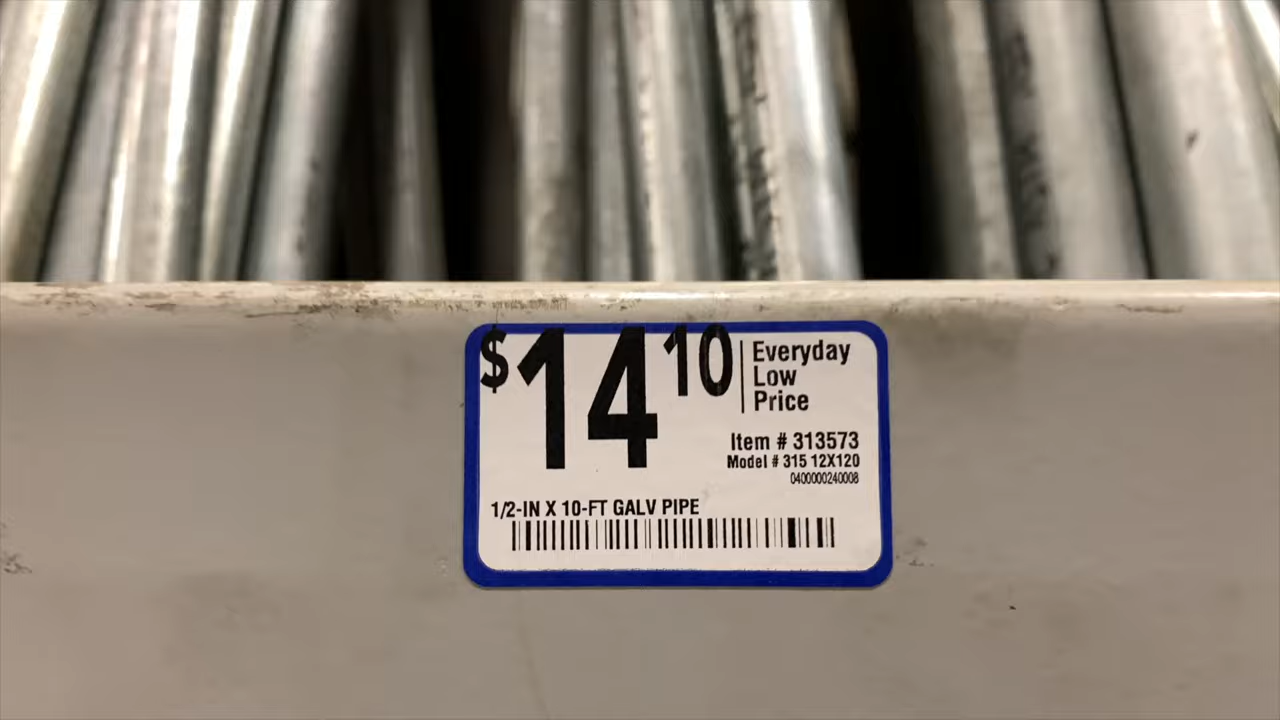 $14 10
Everyday
Low
Price
Item # 313573
Model # 315 12X120
0400000240008
1/2-IN X 10-FT GALV PIPE